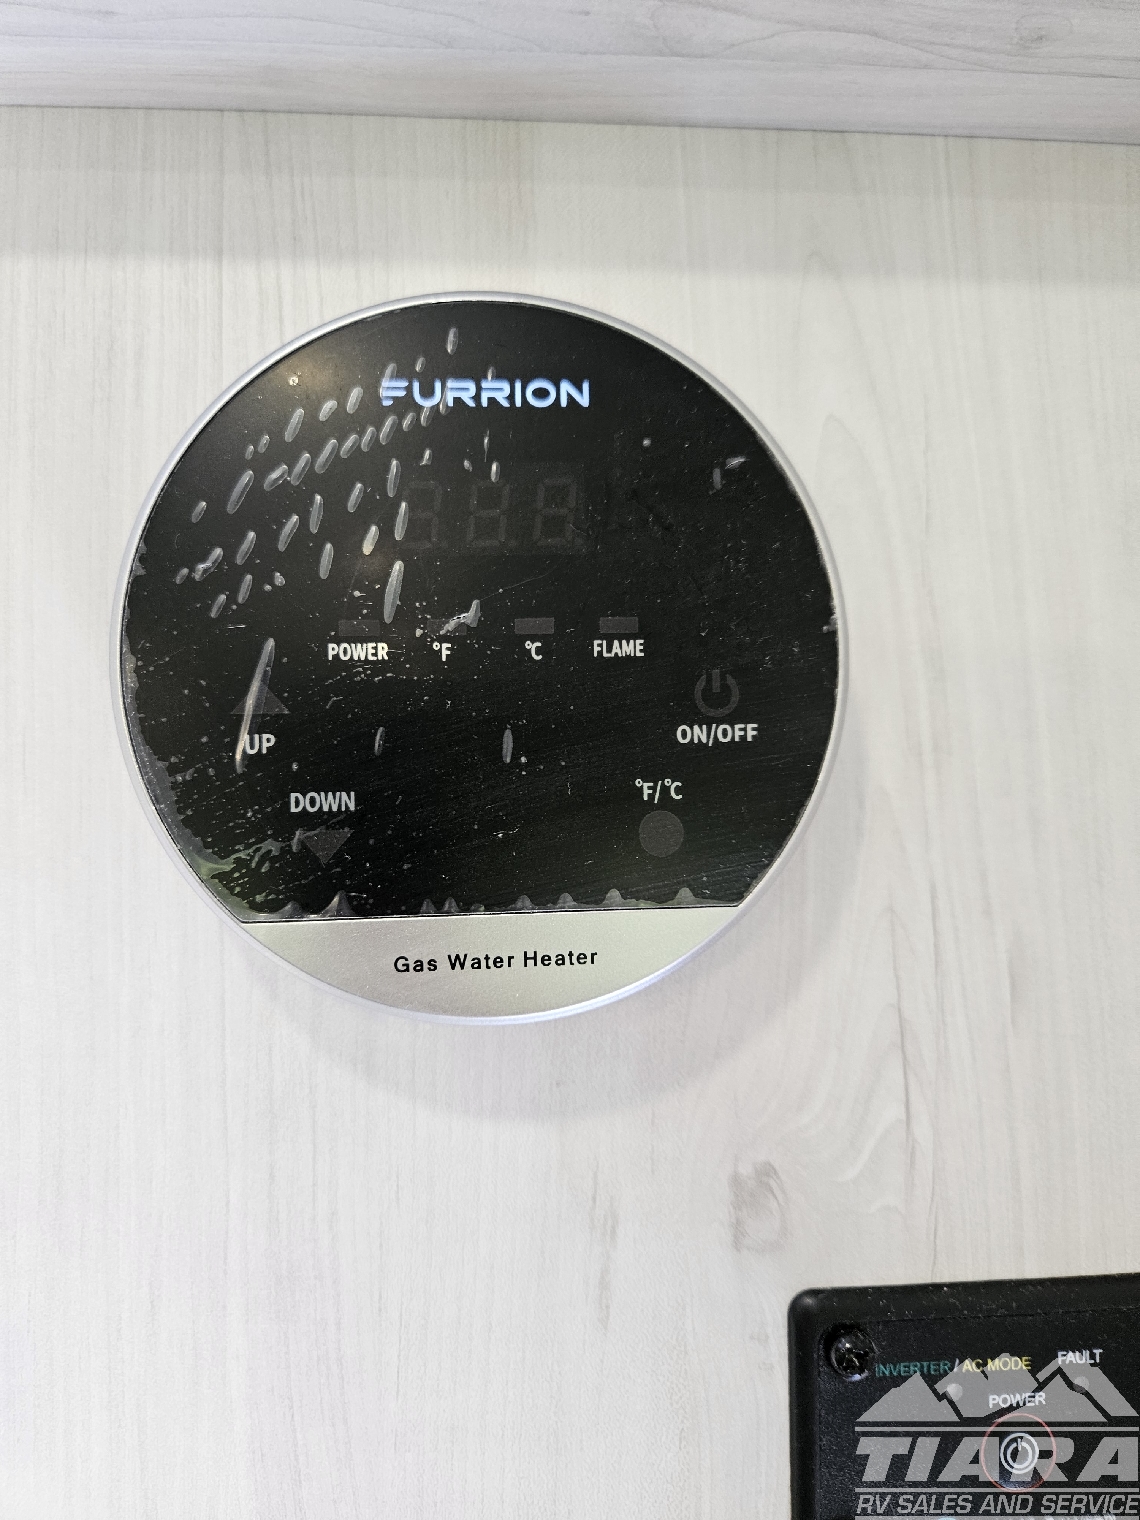 FURRION
POWER °F °C FLAME
UP
ON/OFF
DOWN
°F/°C
Gas Water Heater
INVERTER / AC MODE
FAULT
POWER
TIARA
RV SALES AND SERVICE